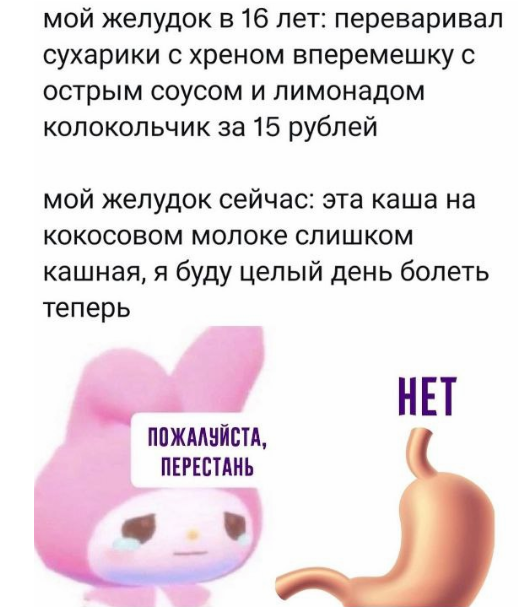 мой желудок в 16 лет: переваривал
сухарики с хреном вперемешку с
острым соусом и лимонадом
колокольчик за 15 рублей
мой желудок сейчас: эта каша на
кокосовом молоке слишком
кашная, я буду целый день болеть
теперь
НЕТ
ПОЖАЛУЙСТА,
ПЕРЕСТАНЬ